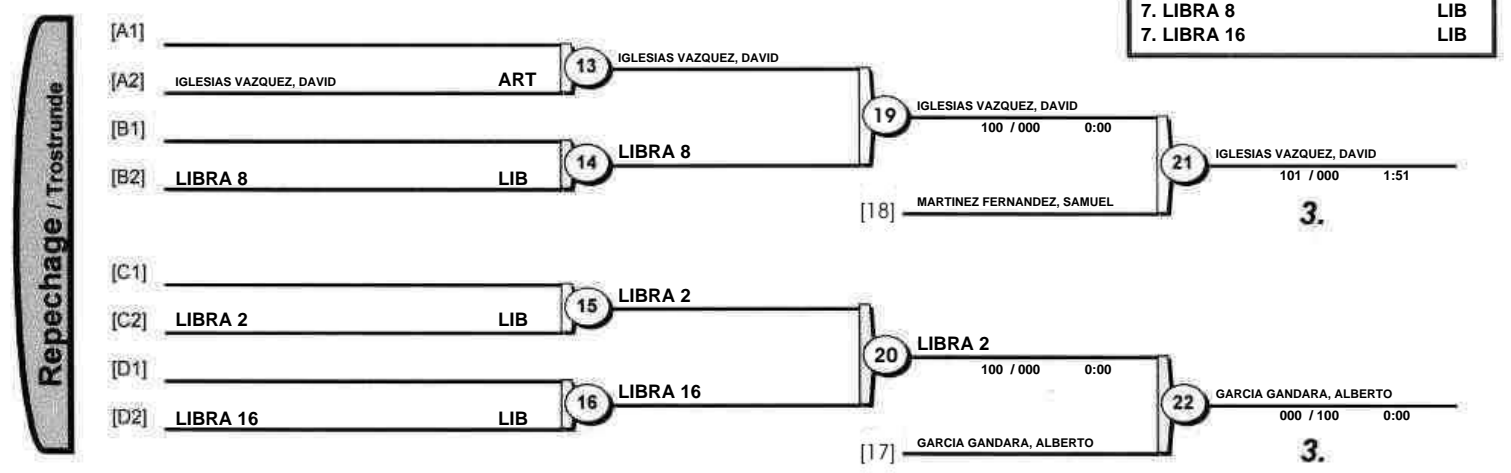 7. LIBRA 8 LIB
7. LIBRA 16 LIB
Repechage / Trostrunde
[A1]
[A2] IGLESIAS VAZQUEZ, DAVID ART
13 IGLESIAS VAZQUEZ, DAVID
[B1]
[B2] LIBRA 8 LIB
14 LIBRA 8
19 IGLESIAS VAZQUEZ, DAVID
100 / 000 0:00
[18] MARTINEZ FERNANDEZ, SAMUEL
21 IGLESIAS VAZQUEZ, DAVID
101 / 000 1:51
3.
[C1]
[C2] LIBRA 2 LIB
15 LIBRA 2
[D1]
[D2] LIBRA 16 LIB
16 LIBRA 16
20 LIBRA 2
100 / 000 0:00
[17] GARCIA GANDARA, ALBERTO
22 GARCIA GANDARA, ALBERTO
000 / 100 0:00
3.